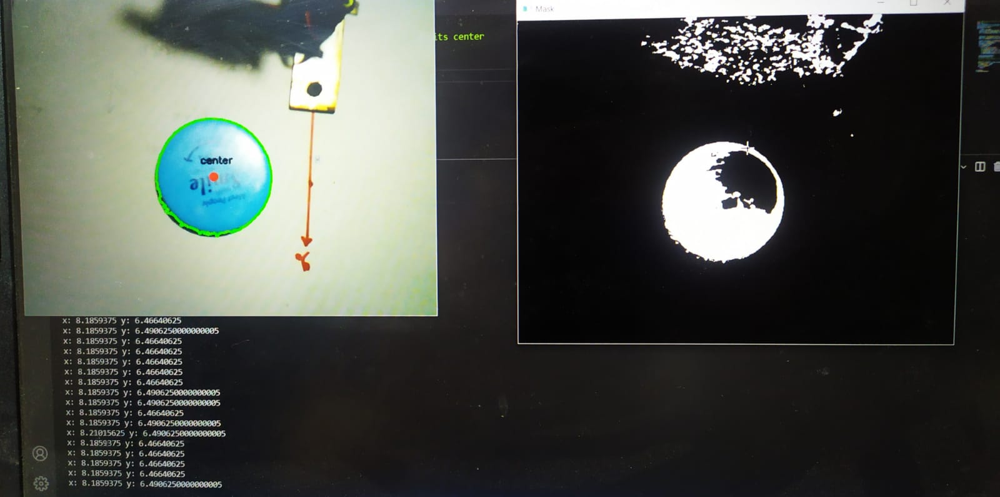 Mask
its center
center
Smile
x: 8.1859375 y: 6.46640625
x: 8.1859375 y: 6.4906250000000005
x: 8.1859375 y: 6.46640625
x: 8.1859375 y: 6.46640625
x: 8.1859375 y: 6.46640625
x: 8.1859375 y: 6.46640625
x: 8.1859375 y: 6.46640625
x: 8.1859375 y: 6.4906250000000005
x: 8.1859375 y: 6.4906250000000005
x: 8.1859375 y: 6.46640625
x: 8.1859375 y: 6.4906250000000005
x: 8.21015625 y: 6.4906250000000005
x: 8.1859375 y: 6.46640625
x: 8.1859375 y: 6.46640625
x: 8.1859375 y: 6.46640625
x: 8.1859375 y: 6.46640625
x: 8.1859375 y: 6.4906250000000005